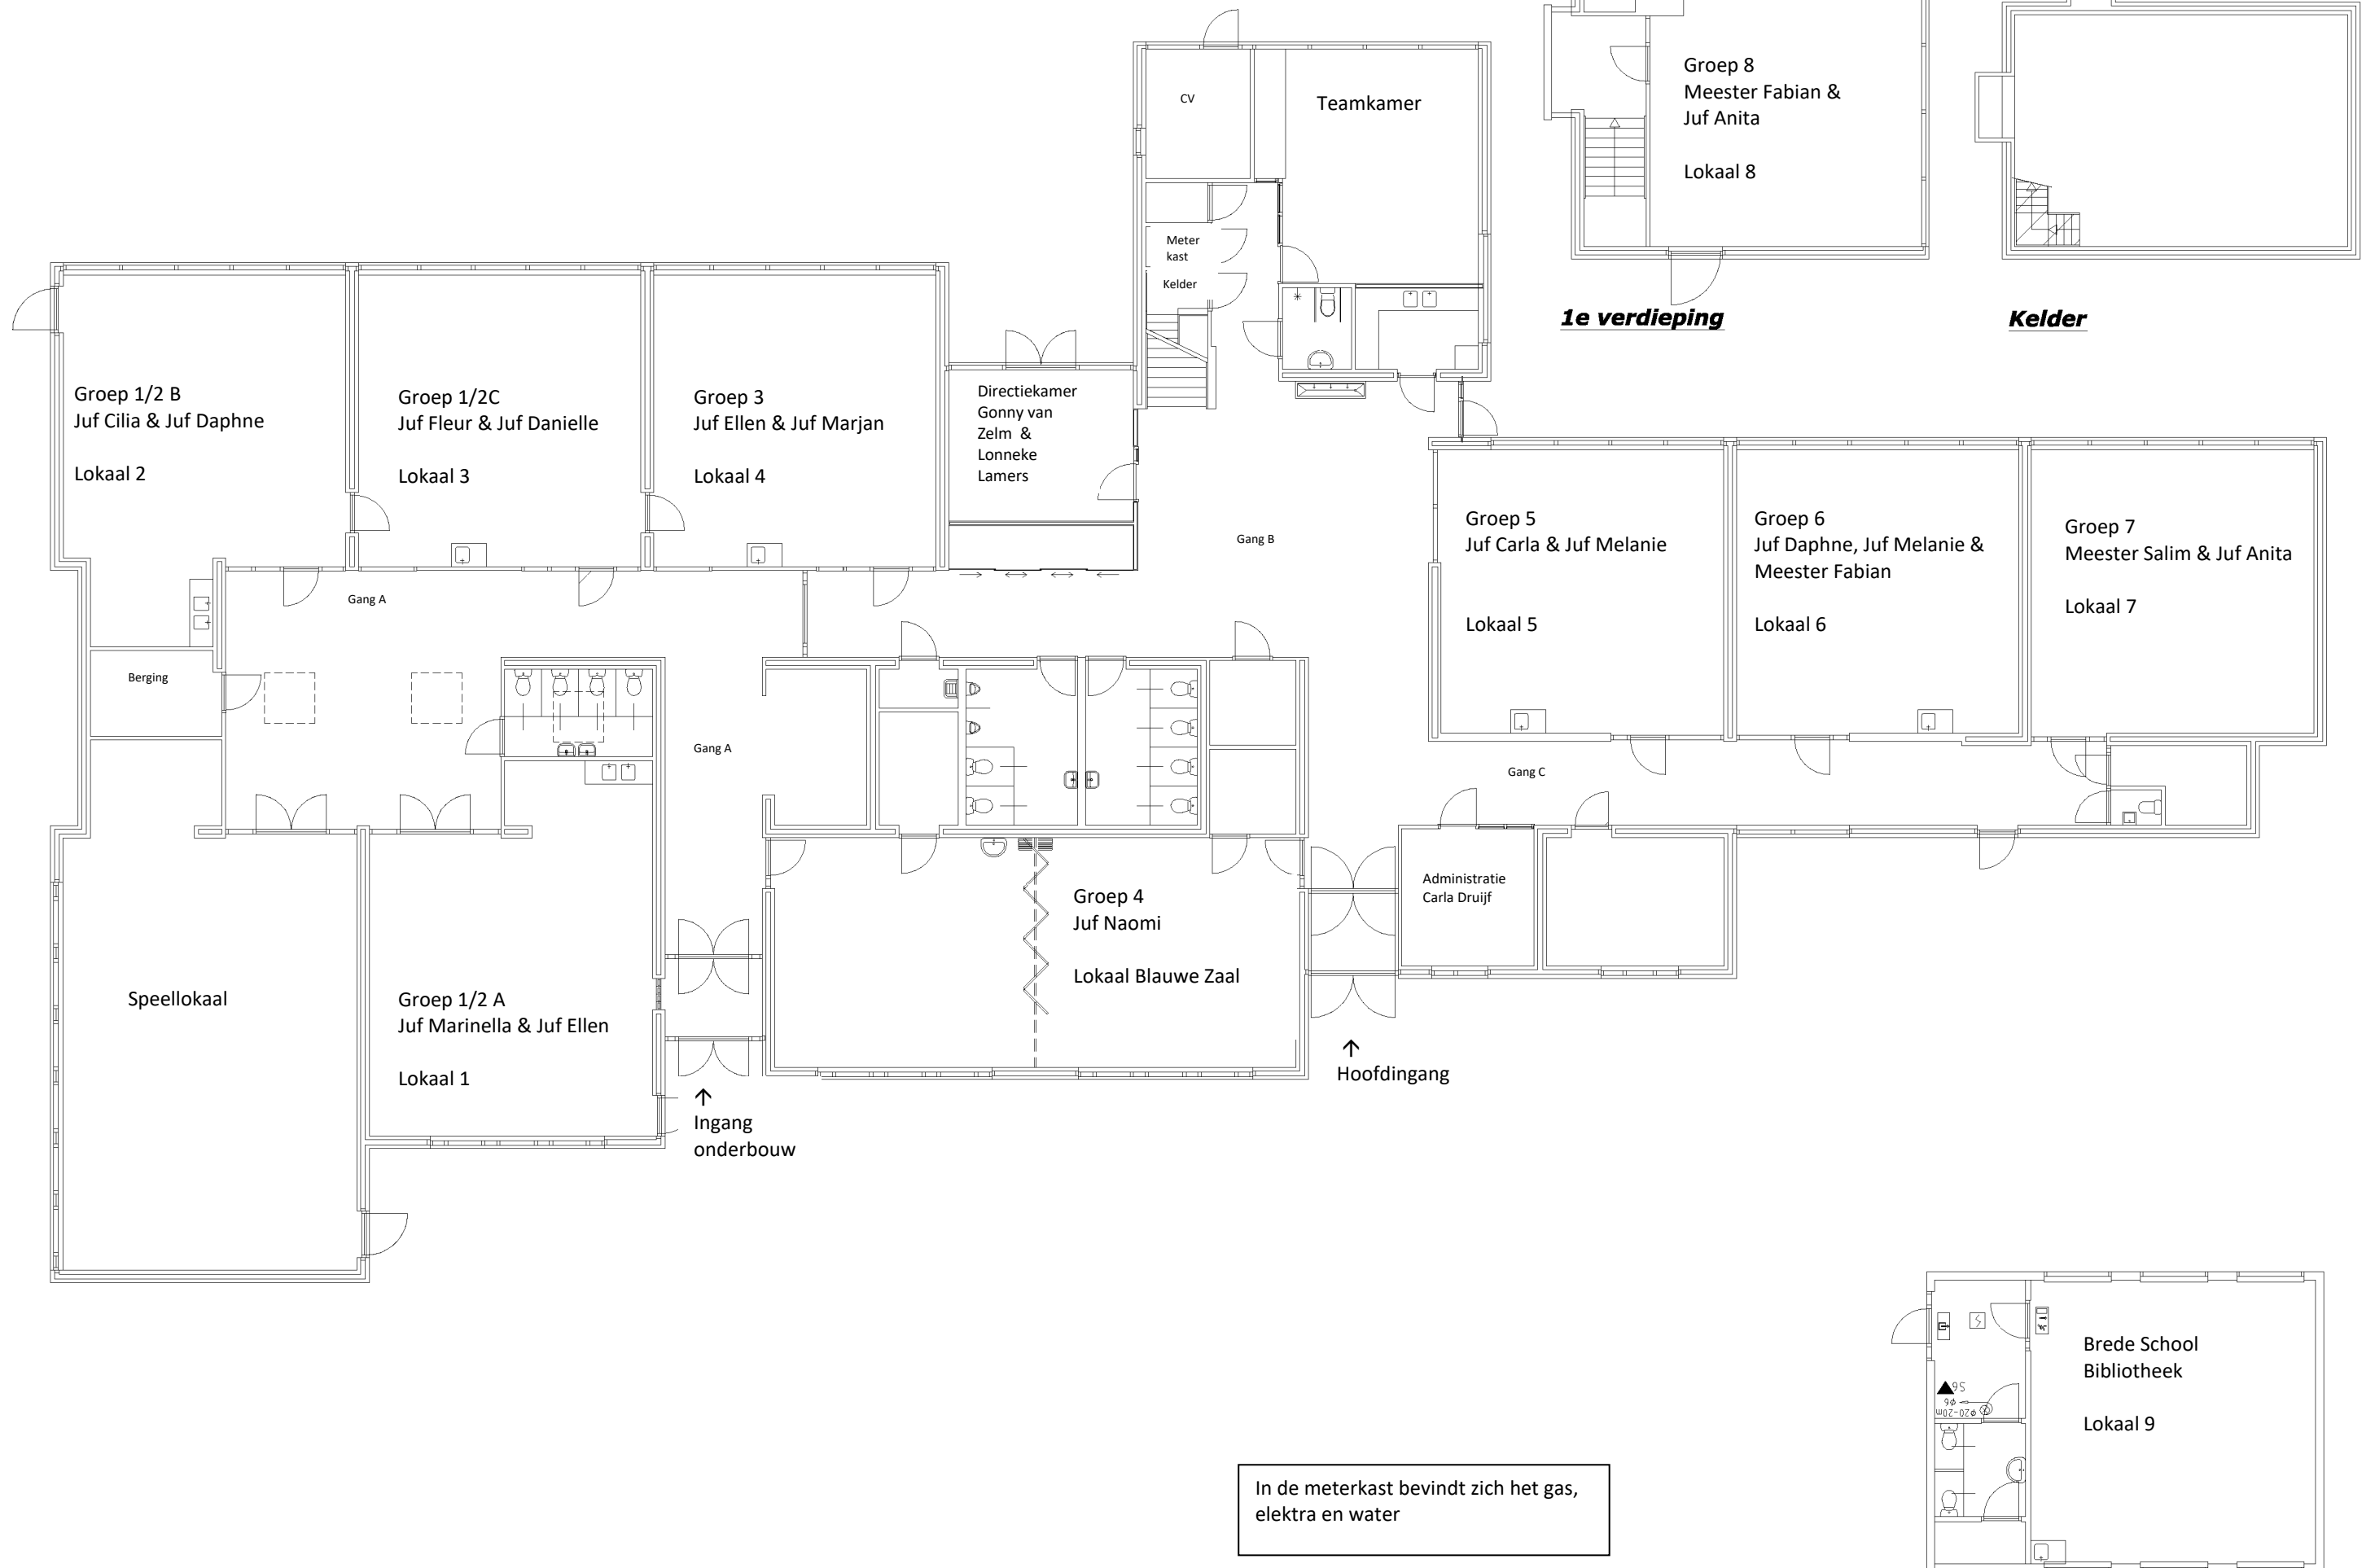 CV
Teamkamer
Groep 8
Meester Fabian &
Juf Anita
Lokaal 8
Meter
kast
Kelder
1e verdieping
Kelder
Groep 1/2 B
Juf Cilia & Juf Daphne
Lokaal 2
Groep 1/2C
Juf Fleur & Juf Danielle
Lokaal 3
Groep 3
Juf Ellen & Juf Marjan
Lokaal 4
Directiekamer
Gonny van
Zelm &
Lonneke
Lamers
Gang B
Groep 5
Juf Carla & Juf Melanie
Lokaal 5
Groep 6
Juf Daphne, Juf Melanie &
Meester Fabian
Lokaal 6
Groep 7
Meester Salim & Juf Anita
Lokaal 7
Gang A
Berging
Gang A
Gang C
Administratie
Carla Druijf
Groep 4
Juf Naomi
Lokaal Blauwe Zaal
Speellokaal
Groep 1/2 A
Juf Marinella & Juf Ellen
Lokaal 1
↑
Ingang
onderbouw
↑
Hoofdingang
Brede School
Bibliotheek
Lokaal 9
S6
φ6
φ20-20m
In de meterkast bevindt zich het gas,
elektra en water